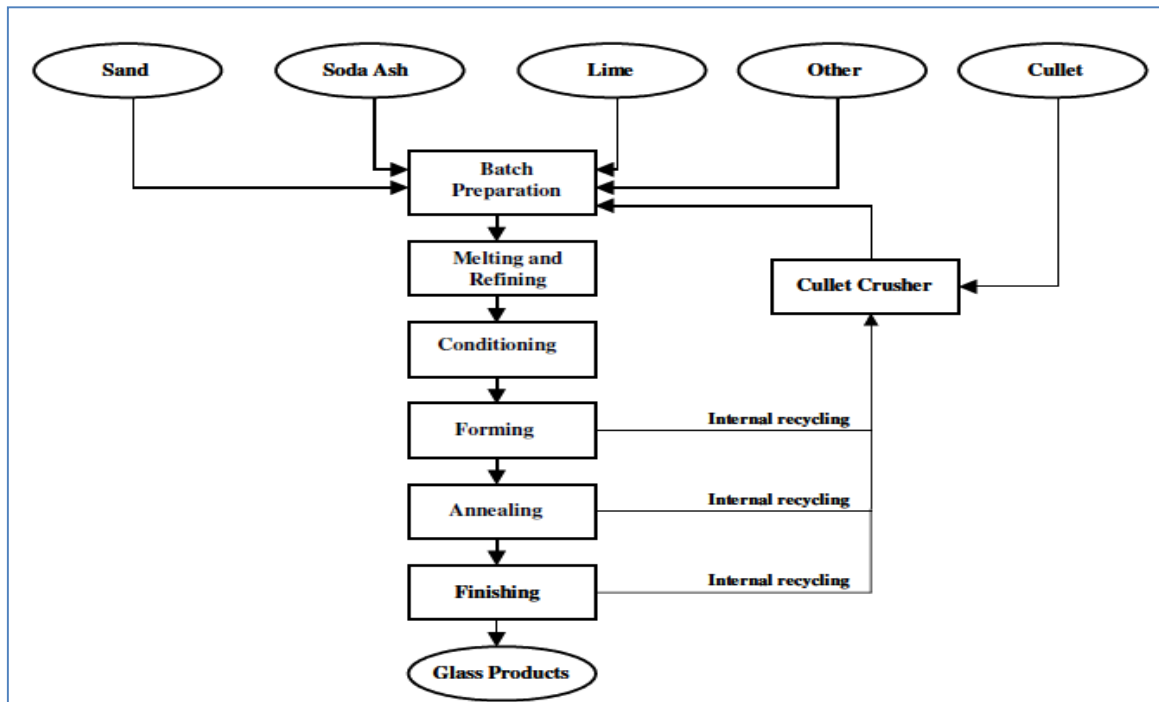 Sand
Soda Ash
Lime
Other
Cullet
Batch
Preparation
Melting and
Refining
Cullet Crusher
Conditioning
Forming
Internal recycling
Annealing
Internal recycling
Finishing
Internal recycling
Glass Products